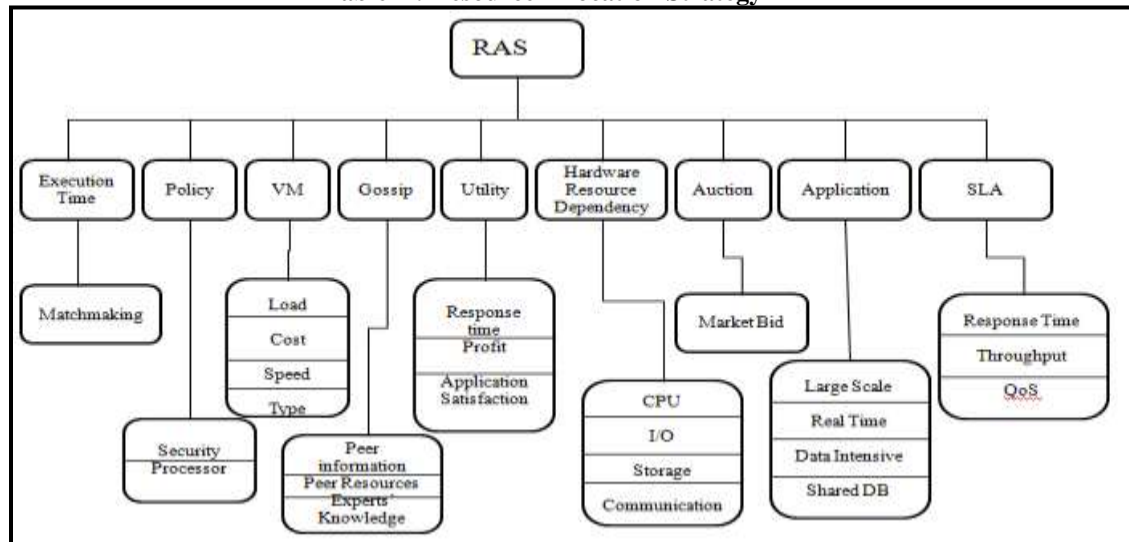 RAS
Execution
Time
Policy
VM
Gossip
Utility
Hardware
Resource
Dependency
Auction
Application
SLA
Matchmaking
Load
Cost
Speed
Type
Response
time
Profit
Application
Satisfaction
Market Bid
Response Time
Throughput
QoS
Security
Processor
Peer
information
Peer Resources
Experts'
Knowledge
CPU
I/O
Storage
Communication
Large Scale
Real Time
Data Intensive
Shared DB